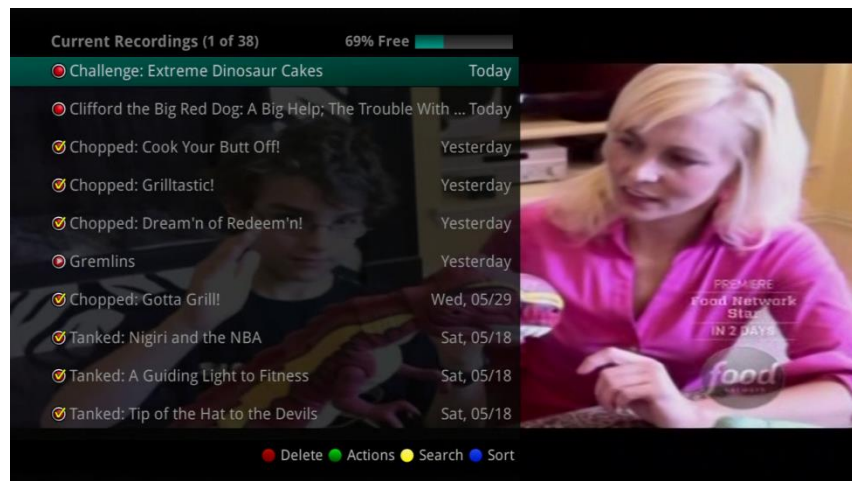 Current Recordings (1 of 38) 69% Free
Challenge: Extreme Dinosaur Cakes Today
Clifford the Big Red Dog: A Big Help; The Trouble With ... Today
Chopped: Cook Your Butt Off! Yesterday
Chopped: Grilltastic! Yesterday
Chopped: Dream'n of Redeem'n! Yesterday
Gremlins Yesterday
Chopped: Gotta Grill! Wed, 05/29
Tanked: Nigiri and the NBA Sat, 05/18
Tanked: A Guiding Light to Fitness Sat, 05/18
Tanked: Tip of the Hat to the Devils Sat, 05/18
Delete Actions Search Sort
PREMIERE
Food Network
Star
IN 2 DAYS
food
network